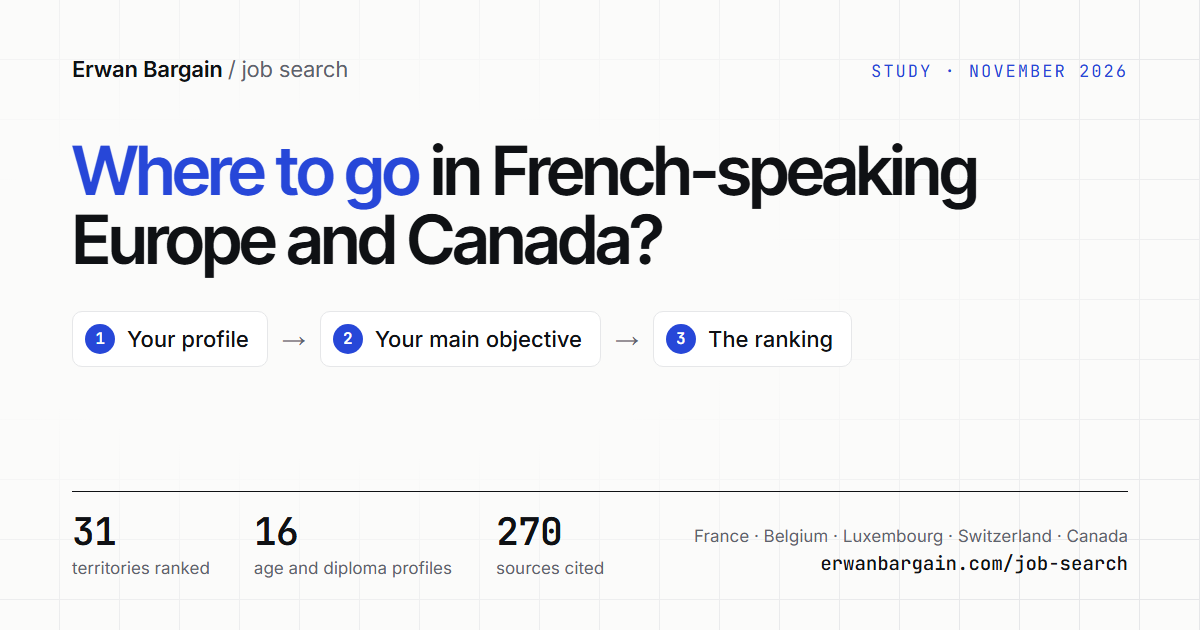 Erwan Bargain / job search
STUDY · NOVEMBER 2026
Where to go in French-speaking
Europe and Canada?
1 Your profile → 2 Your main objective → 3 The ranking
31
territories ranked
16
age and diploma profiles
270
sources cited
France · Belgium · Luxembourg · Switzerland · Canada
erwanbargain.com/job-search